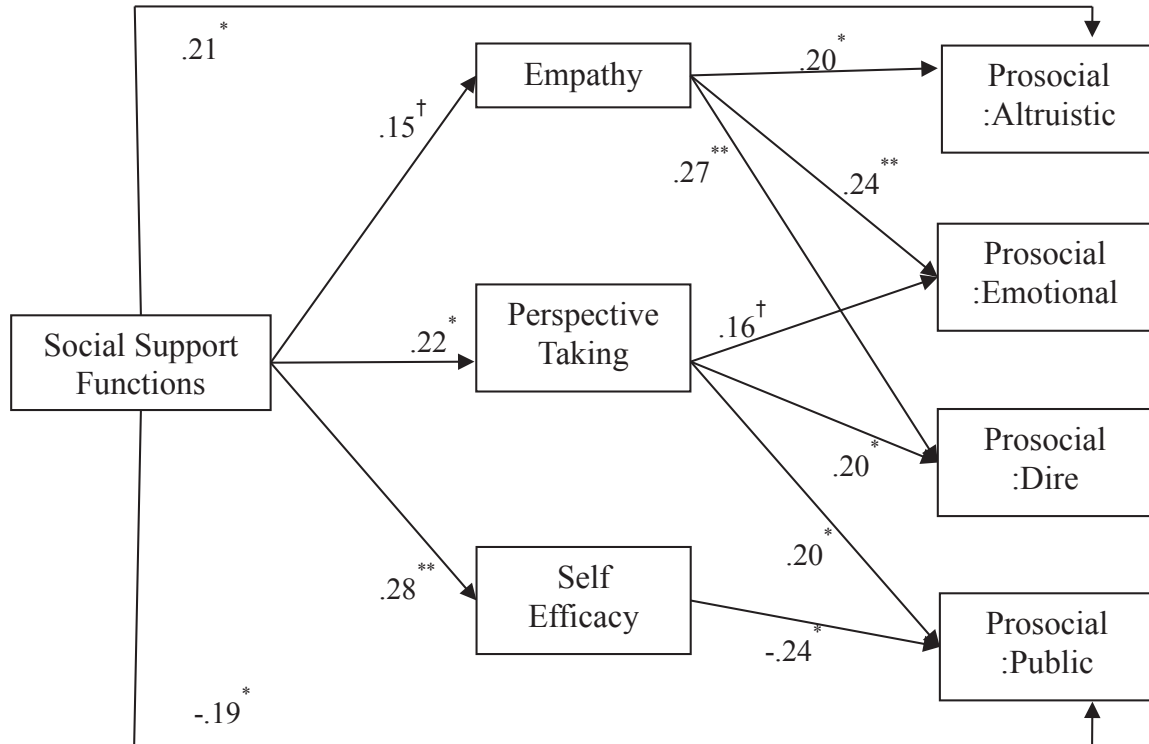 .21*
Empathy
.20*
Prosocial
:Altruistic
.15†
.27**
.24**
Prosocial
:Emotional
Social Support
Functions
.22*
Perspective
Taking
.16†
.20*
Prosocial
:Dire
.20*
.28**
Self
Efficacy
-.24*
Prosocial
:Public
-.19*